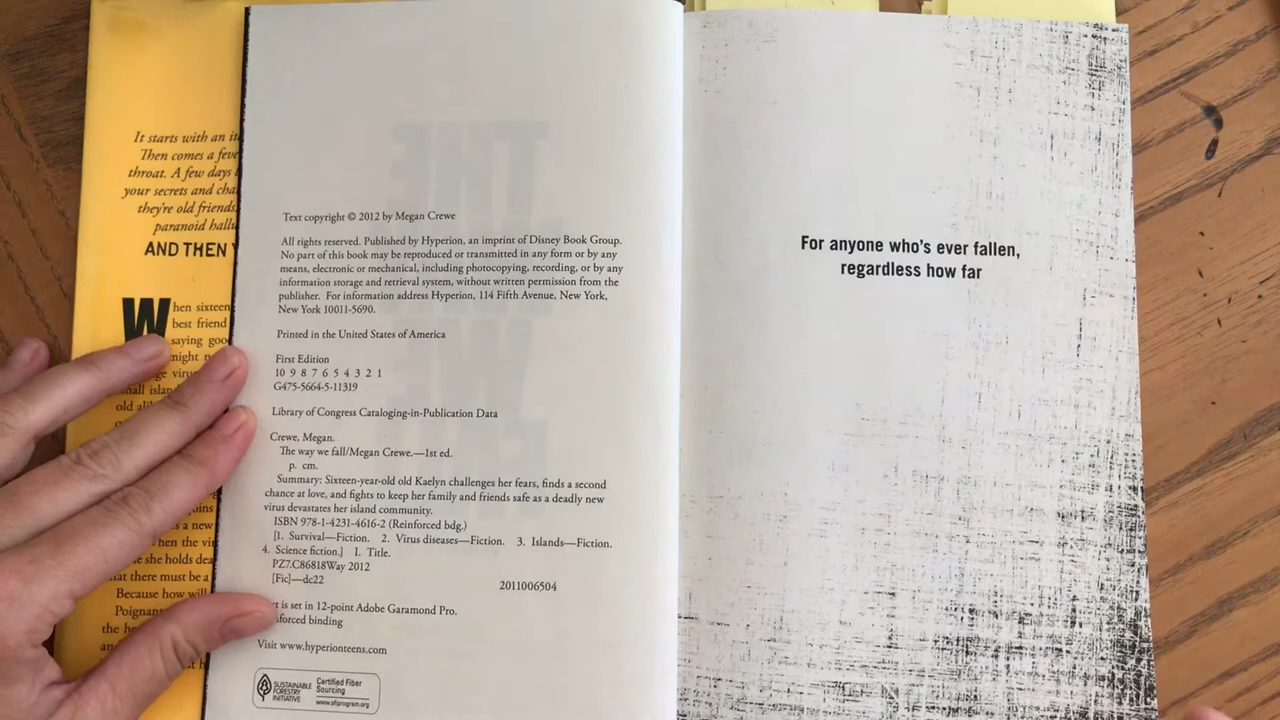 It starts with an
Then comes a
throat. A few days
your secrets and
they're old friends.
paranoid
AND THEN
When sixteen
best friend
saying
might
small
old
a new
hen the
she holds
that there must be a
Because how will
the
Text copyright © 2012 by Megan Crewe
All rights reserved. Published by Hyperion, an imprint of Disney Book Group.
No part of this book may be reproduced or transmitted in any form or by any
means, electronic or mechanical, including photocopying, recording, or by any
information storage and retrieval system, without written permission from the
publisher. For information address Hyperion, 114 Fifth Avenue, New York,
New York 10011-5690.
Printed in the United States of America
First Edition
10 9 8 7 6 5 4 3 2 1
G475-5664-5-11319
Library of Congress Cataloging-in-Publication Data
Crewe, Megan.
The way we fall/Megan Crewe.—1st ed.
p. cm.
Summary: Sixteen-year-old old Kaelyn challenges her fears, finds a second
chance at love, and fights to keep her family and friends safe as a deadly new
virus devastates her island community.
ISBN 978-1-4231-4616-2 (Reinforced bdg.)
[1. Survival—Fiction. 2. Virus diseases—Fiction. 3. Islands—Fiction.
4. Science fiction.] I. Title.
PZ7.C86818Way 2012
[Fic]—dc22
2011006504
is set in 12-point Adobe Garamond Pro.
binding
Visit www.hyperionteens.com
SUSTAINABLE
FORESTRY
INITIATIVE
Certified Fiber
Sourcing
www.sfiprogram.org
For anyone who's ever fallen,
regardless how far